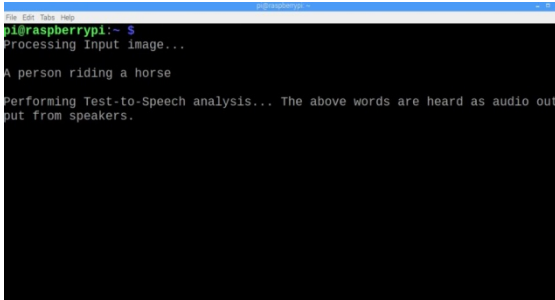 pi@raspberrypi: ~
File Edit Tabs Help
pi@raspberrypi:~ $
Processing Input image...
A person riding a horse
Performing Test-to-Speech analysis... The above words are heard as audio out
put from speakers.